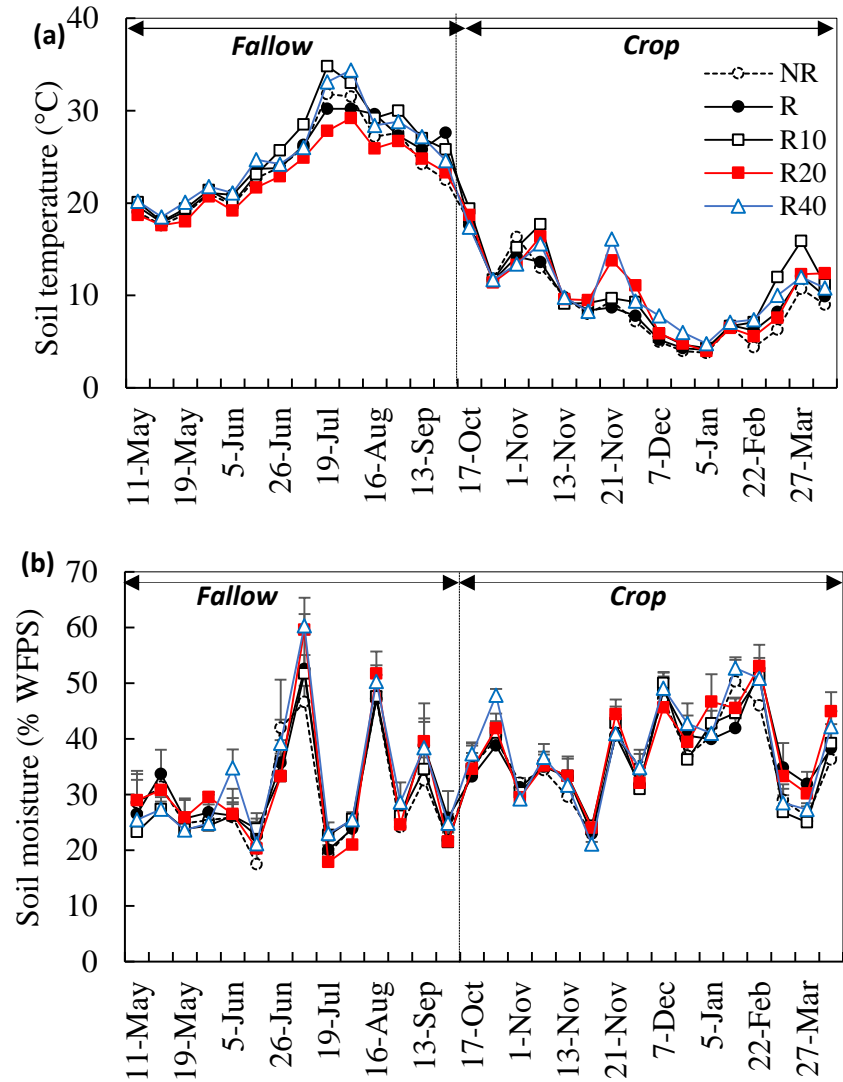 (a)
Fallow
Crop
Soil temperature (°C)
40
30
20
10
0
NR
R
R10
R20
R40
11-May
19-May
5-Jun
26-Jun
19-Jul
16-Aug
13-Sep
17-Oct
1-Nov
13-Nov
21-Nov
7-Dec
5-Jan
22-Feb
27-Mar
(b)
Fallow
Crop
Soil moisture (% WFPS)
70
60
50
40
30
20
10
0
11-May
19-May
5-Jun
26-Jun
19-Jul
16-Aug
13-Sep
17-Oct
1-Nov
13-Nov
21-Nov
7-Dec
5-Jan
22-Feb
27-Mar